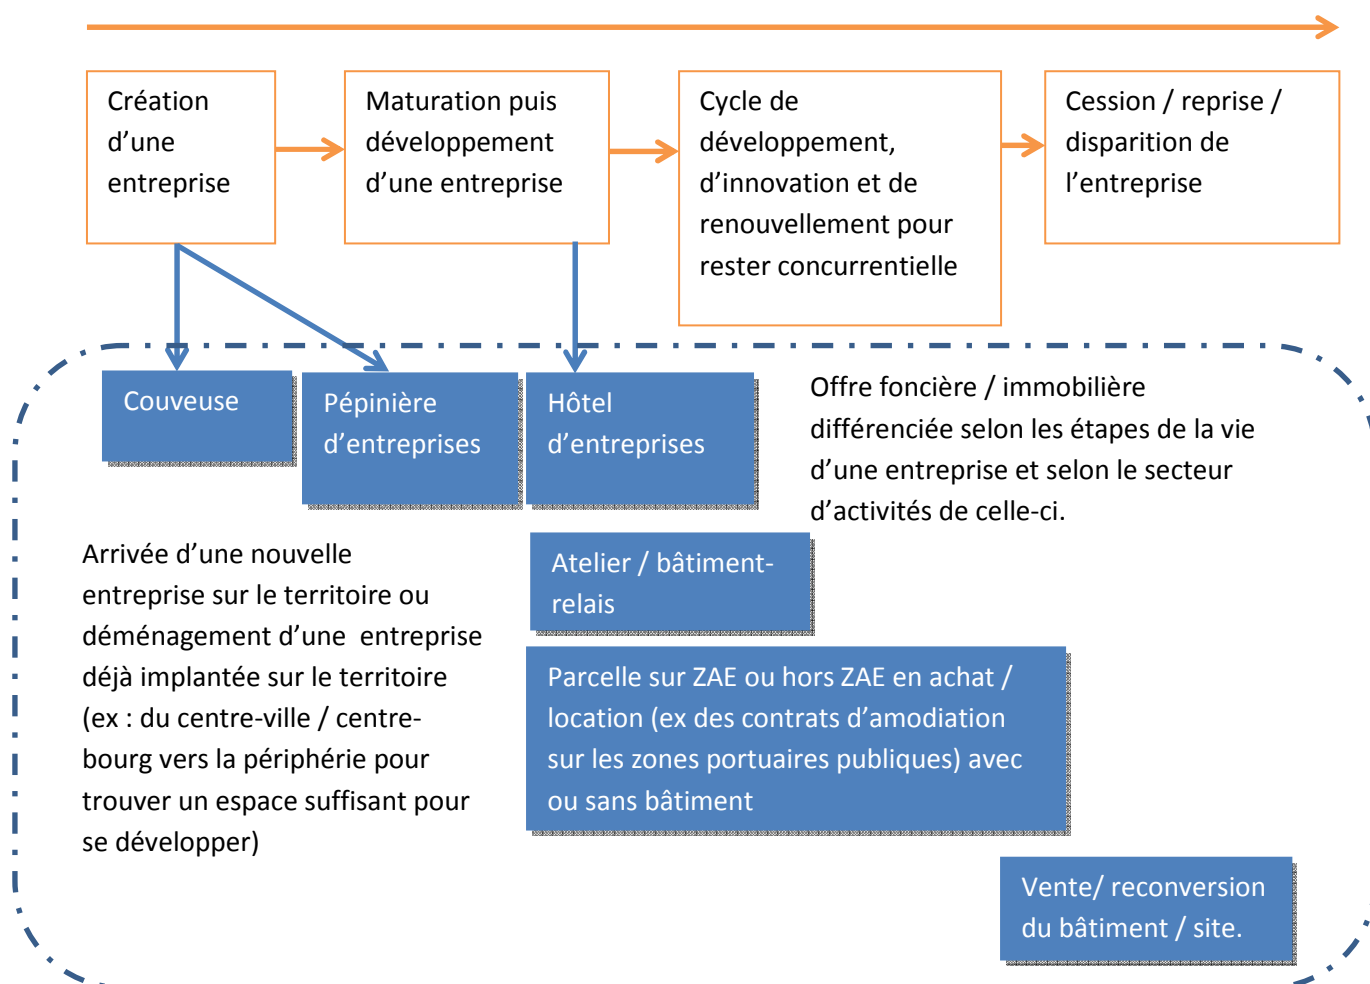 Création
d’une
entreprise
Maturation puis
développement
d’une entreprise
Cycle de
développement,
d’innovation et de
renouvellement pour
rester concurrentielle
Cession / reprise /
disparition de
l’entreprise
Couveuse
Pépinière
d’entreprises
Hôtel
d’entreprises
Offre foncière / immobilière
différenciée selon les étapes de la vie
d’une entreprise et selon le secteur
d’activités de celle-ci.
Arrivée d’une nouvelle
entreprise sur le territoire ou
déménagement d’une  entreprise
déjà implantée sur le territoire
(ex : du centre-ville / centre-
bourg vers la périphérie pour
trouver un espace suffisant pour
se développer)
Atelier / bâtiment-
relais
Parcelle sur ZAE ou hors ZAE en achat /
location (ex des contrats d’amodiation
sur les zones portuaires publiques) avec
ou sans bâtiment
Vente/ reconversion
du bâtiment / site.